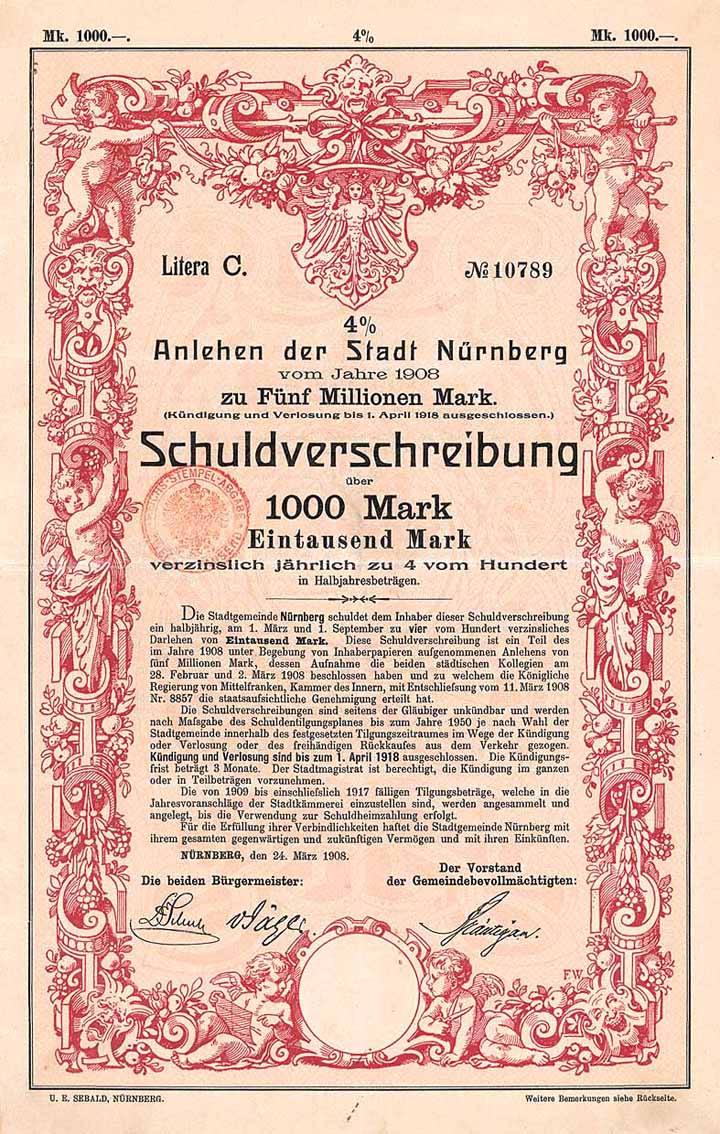 Mk. 1000.—. 4% Mk. 1000.—.
Litera C. № 10789
4%
Anlehen der Stadt Nürnberg
vom Jahre 1908
zu Fünf Millionen Mark.
(Kündigung und Verlosung bis 1. April 1918 ausgeschlossen.)
Schuldverschreibung
über
1000 Mark
Eintausend Mark
verzinslich jährlich zu 4 vom Hundert
in Halbjahresbeträgen.
STEMPEL-ABGABE
Die Stadtgemeinde Nürnberg schuldet dem Inhaber dieser Schuldverschreibung
ein halbjährig, am 1. März und 1. September zu vier vom Hundert verzinsliches
Darlehen von Eintausend Mark. Diese Schuldverschreibung ist ein Teil des
im Jahre 1908 unter Begebung von Inhaberpapieren aufgenommenen Anlehens von
fünf Millionen Mark, dessen Aufnahme die beiden städtischen Kollegien am
28. Februar und 2. März 1908 beschlossen haben und zu welchem die Königliche
Regierung von Mittelfranken, Kammer des Innern, mit Entschliefsung vom 11. März 1908
Nr. 8857 die staatsaufsichtliche Genehmigung erteilt hat.
Die Schuldverschreibungen sind seitens der Gläubiger unkündbar und werden
nach Mafsgabe des Schuldentilgungsplanes bis zum Jahre 1950 je nach Wahl der
Stadtgemeinde innerhalb des festgesetzten Tilgungszeitraumes im Wege der Kündigung
oder Verlosung oder des freihändigen Rückkaufes aus dem Verkehr gezogen.
Kündigung und Verlosung sind bis zum 1. April 1918 ausgeschlossen. Die Kündigungs-
frist beträgt 3 Monate. Der Stadtmagistrat ist berechtigt, die Kündigung im ganzen
oder in Teilbeträgen vorzunehmen.
Die von 1909 bis einschliefslich 1917 fälligen Tilgungsbeträge, welche in die
Jahresvoranschläge der Stadtkämmerei einzustellen sind, werden angesammelt und
angelegt, bis die Verwendung zur Schuldheimzahlung erfolgt.
Für die Erfüllung ihrer Verbindlichkeiten haftet die Stadtgemeinde Nürnberg mit
ihrem gesamten gegenwärtigen und zukünftigen Vermögen und mit ihren Einkünften.
NÜRNBERG, den 24. März 1908.
Die beiden Bürgermeister:
Der Vorstand
der Gemeindebevollmächtigten:
v Jäger.
F.W.
U. E. SEBALD, NÜRNBERG. Weitere Bemerkungen siehe Rückseite.